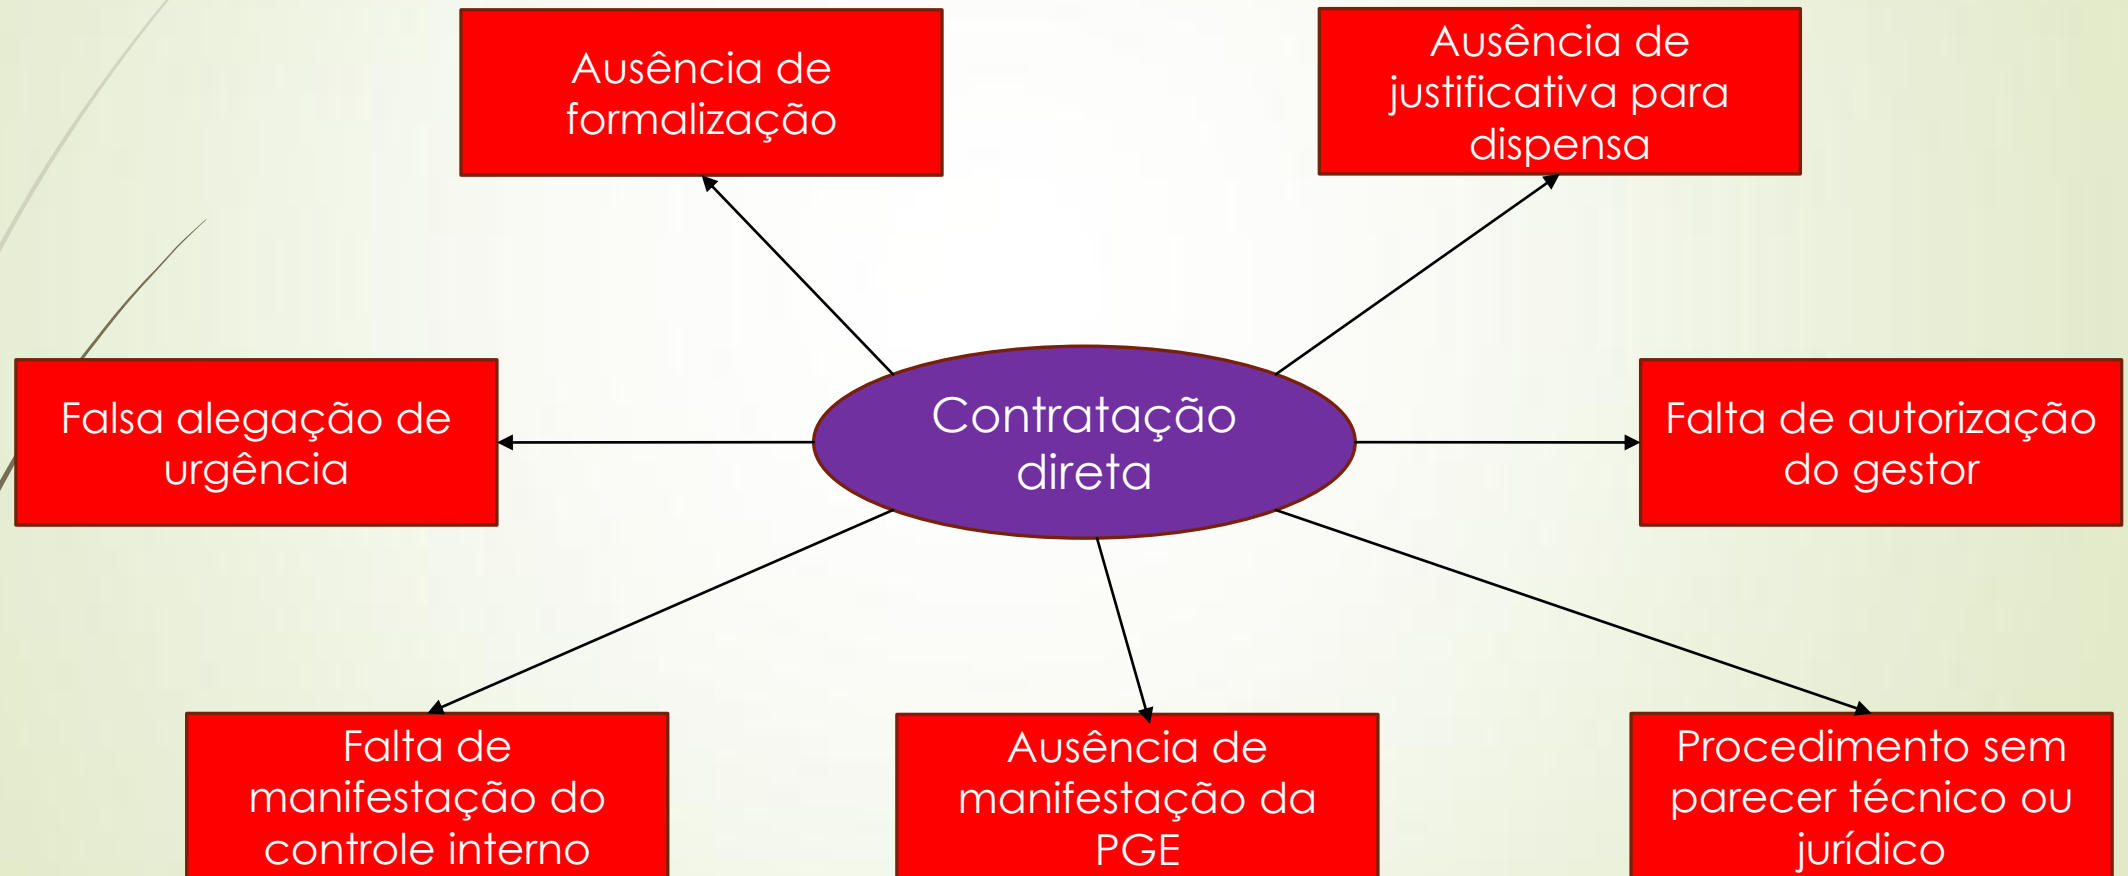 Ausência de
formalização
Ausência de
justificativa para
dispensa
Falsa alegação de
urgência
Contratação
direta
Falta de autorização
do gestor
Falta de
manifestação do
controle interno
Ausência de
manifestação da
PGE
Procedimento sem
parecer técnico ou
jurídico